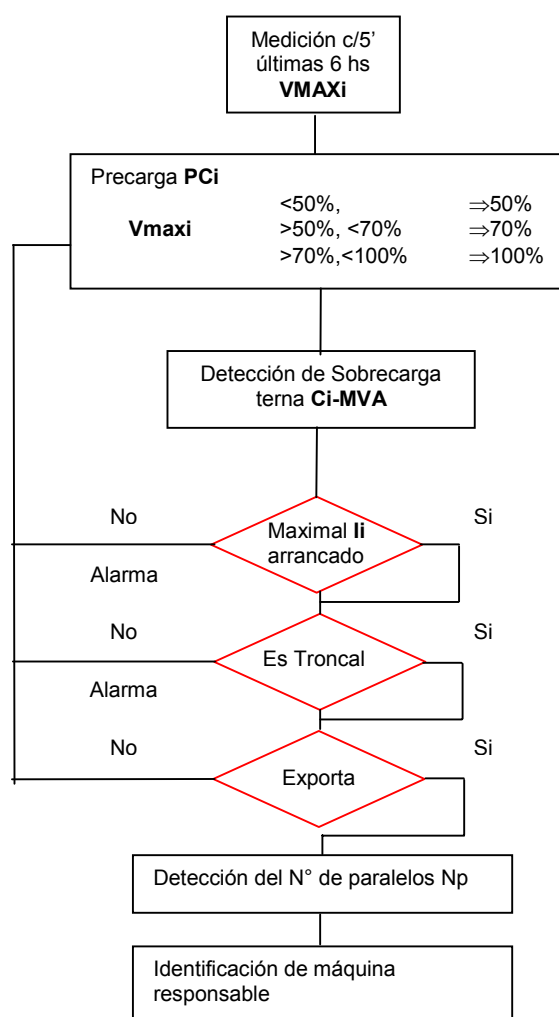 Medición c/5’
últimas 6 hs
VMAXi
Precarga PCi
<50%, ⇒50%
Vmaxi >50%, <70% ⇒70%
>70%,<100% ⇒100%
Detección de Sobrecarga
terna Ci-MVA
No
Si
Maximal Ii
arrancado
Alarma
No
Si
Es Troncal
Alarma
No
Si
Exporta
Detección del N° de paralelos Np
Identificación de máquina
responsable